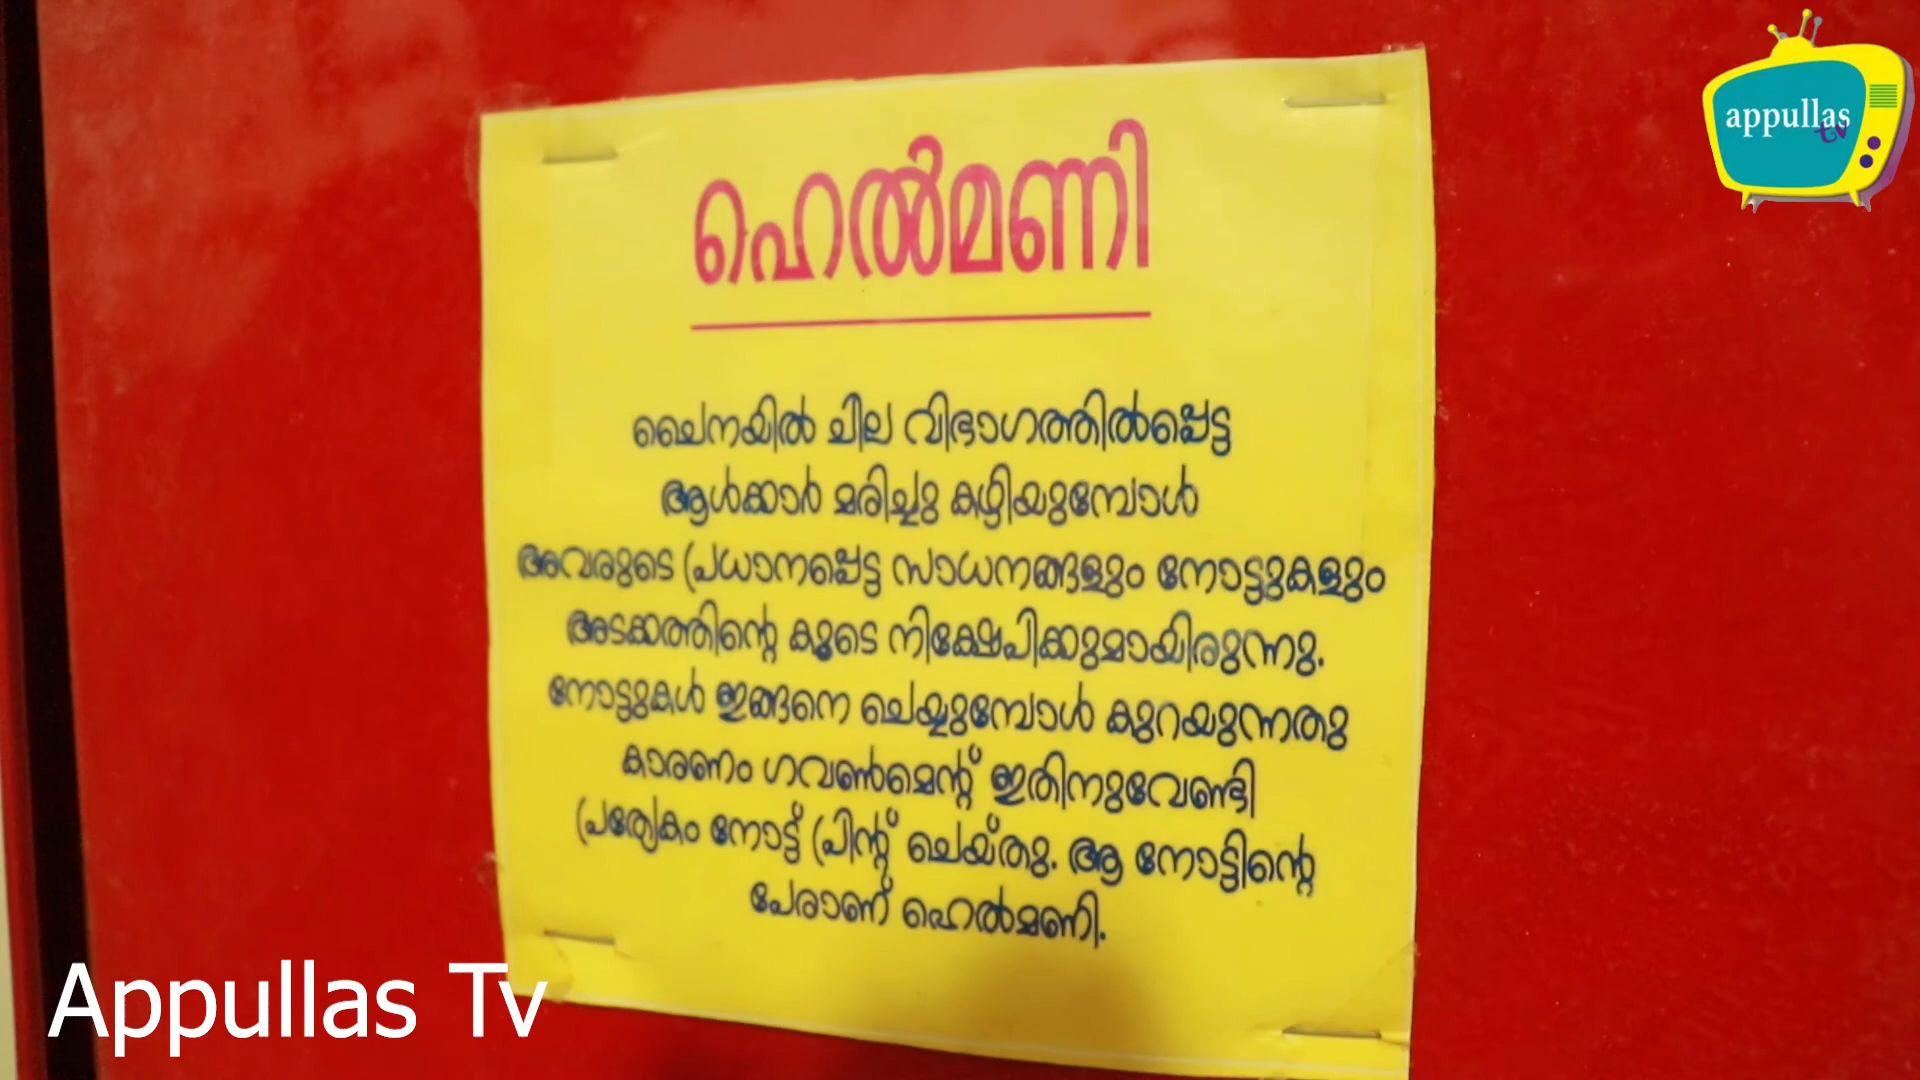 appullas
tv
ഹെൽമണി
ചൈനയിൽ ചില വിഭാഗത്തിൽപ്പെട്ട
ആൾക്കാർ മരിച്ചു കഴിയുമ്പോൾ
അവരുടെ പ്രധാനപ്പെട്ട സാധനങ്ങളും നോട്ടുകളും
അടക്കത്തിന്റെ കൂടെ നിക്ഷേപിക്കുമായിരുന്നു.
നോട്ടുകൾ ഇങ്ങനെ ചെയ്യുമ്പോൾ കുറയുന്നതു
കാരണം ഗവൺമെന്റ് ഇതിനുവേണ്ടി
പ്രത്യേകം നോട്ട് പ്രിന്റ് ചെയ്തു. ആ നോട്ടിന്റെ
പേരാണ് ഹെൽമണി.
Appullas Tv